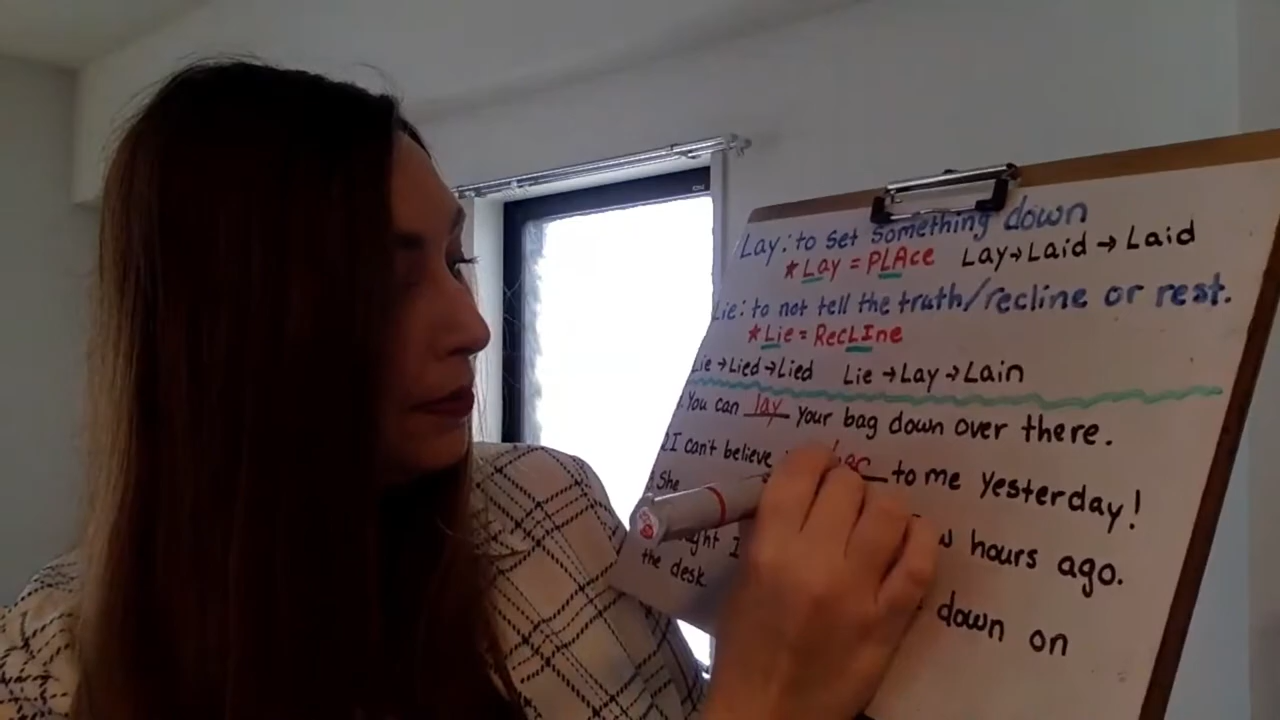 Lay: to set something down
*Lay = PLAce Lay→Laid→Laid
Lie: to not tell the truth/recline or rest.
*Lie = RecLIne
Lie→Lied→Lied Lie→Lay→Lain
You can lay your bag down over there.
2. I can't believe to me yesterday!
3. She hours ago.
I down on
the desk.